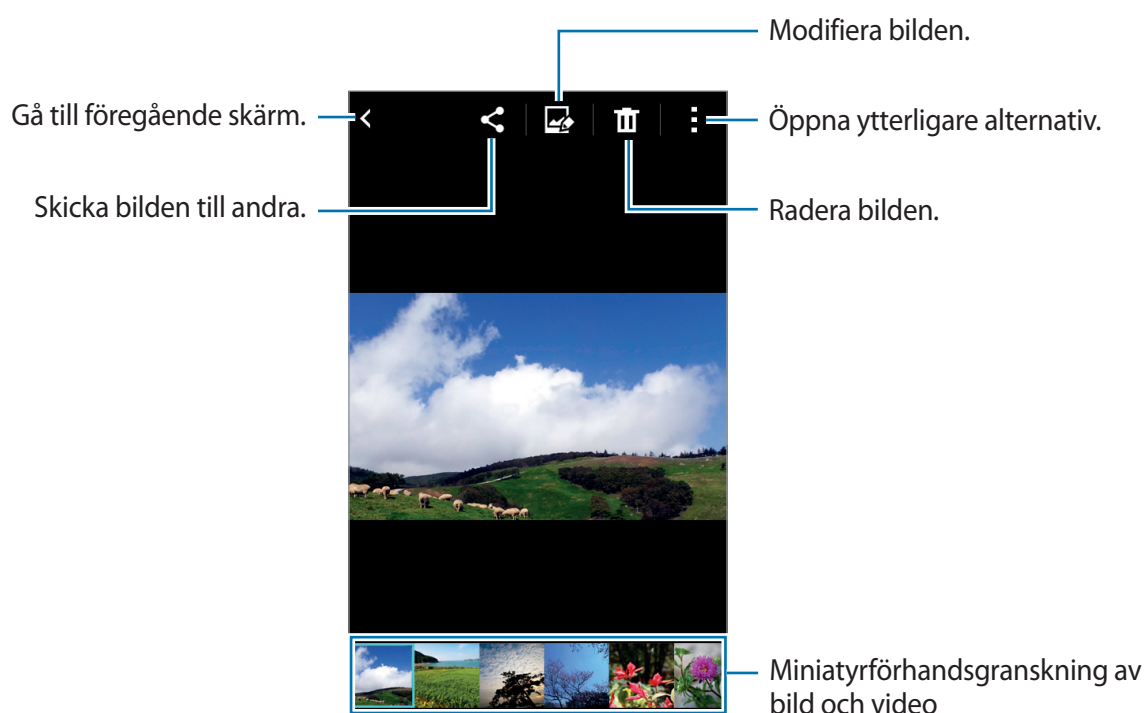 Modifiera bilden.
Gå till föregående skärm.
Öppna ytterligare alternativ.
Skicka bilden till andra.
Radera bilden.
Miniatyrförhandsgranskning av
bild och video